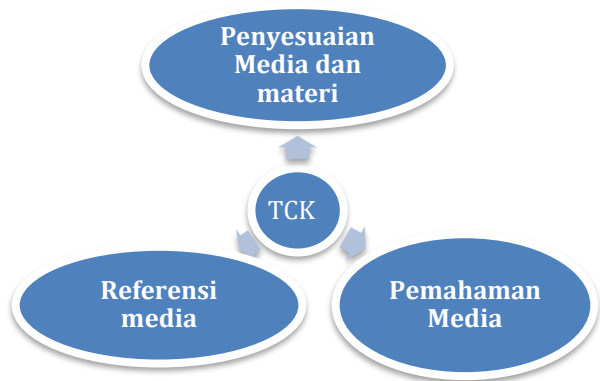 Penyesuaian
Media dan
materi
TCK
Referensi
media
Pemahaman
Media